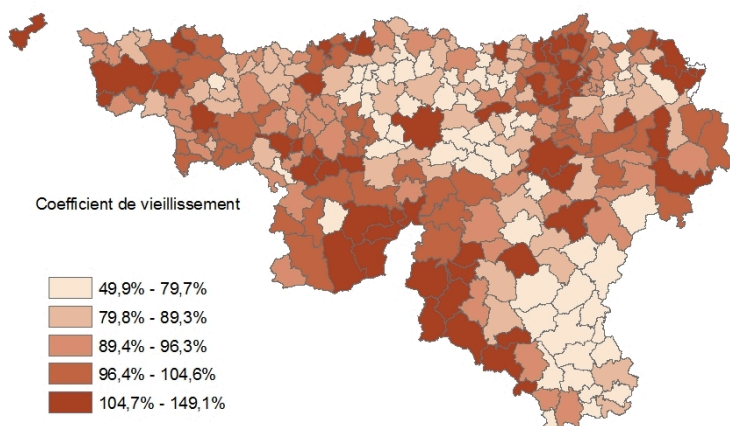 Coefficient de vieillissement
49,9% - 79,7%
79,8% - 89,3%
89,4% - 96,3%
96,4% - 104,6%
104,7% - 149,1%